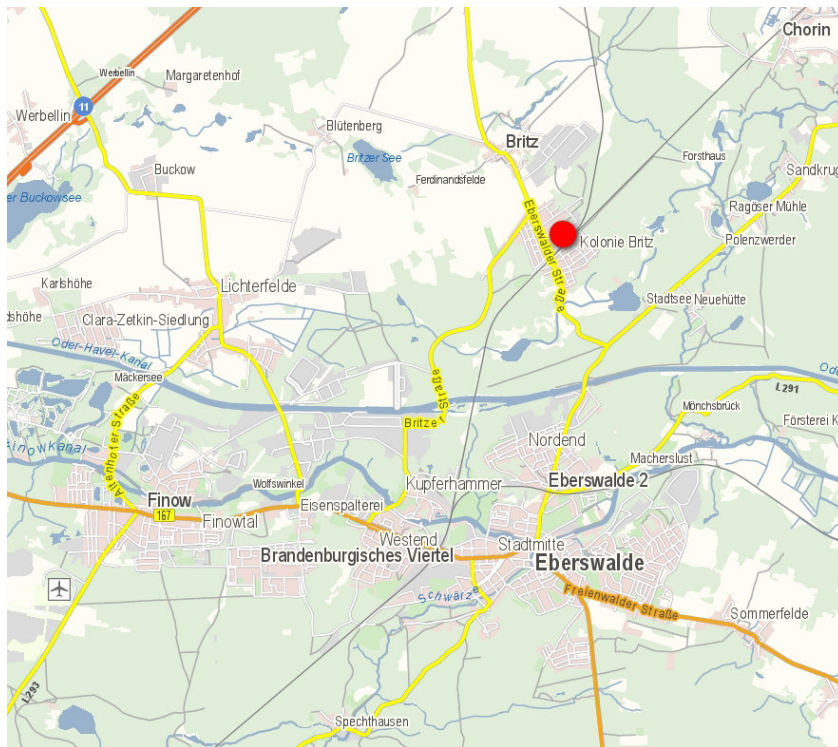 Chorin
Werbellin
Margaretenhof
11
Werbellin
Blütenberg
Britz
Britzer See
Forsthaus
Buckow
Ferdinandsfelde
Sandkrug
er Buckowsee
Eberswalder Straße
Ragöser Mühle
Kolonie Britz
Polenzwerder
Karlshöhe
Lichterfelde
Stadtsee
Neuehütte
dshöhe
Clara-Zetkin-Siedlung
Oder-Havel-Kanal
Mäckersee
Straße
Ode
L291
Altenhofer Straße
Britze
Mönchsbrück
Försterei K
Finowkanal
Nordend
Macherslust
Wolfswinkel
Kupferhammer
Eberswalde 2
Finow
Eisenspalterei
167
Finowtal
Westend
Stadtmitte
Brandenburgisches Viertel
Eberswalde
Schwärze
Freienwalder Straße
Sommerfelde
L293
Spechthausen